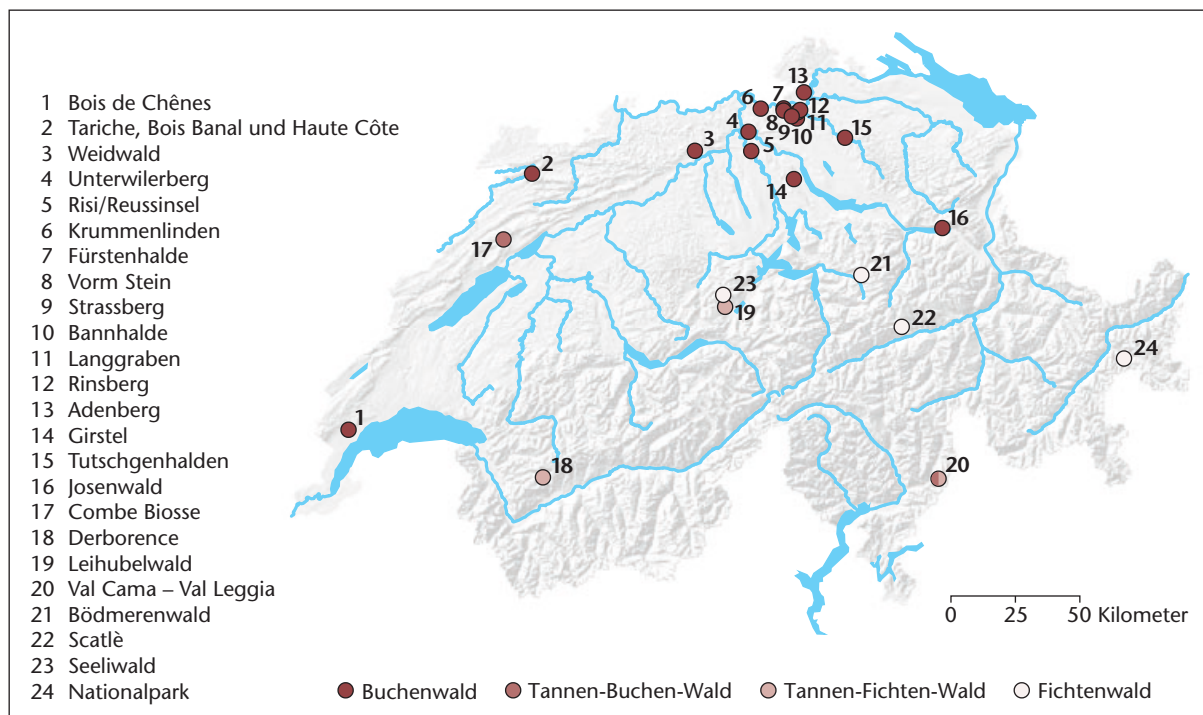 1 Bois de Chênes
2 Tariche, Bois Banal und Haute Côte
3 Weidwald
4 Unterwilerberg
5 Risi/Reussinsel
6 Krummenlinden
7 Fürstenhalde
8 Vorm Stein
9 Strassberg
10 Bannhalde
11 Langgraben
12 Rinsberg
13 Adenberg
14 Girstel
15 Tutschgenhalden
16 Josenwald
17 Combe Biosse
18 Derborence
19 Leihubelwald
20 Val Cama – Val Leggia
21 Bödmerenwald
22 Scatlè
23 Seeliwald
24 Nationalpark
13
6
7
12
4
8
11
9
10
15
3
5
2
14
16
17
21
23
19
22
24
1
18
20
0 25 50 Kilometer
Buchenwald
Tannen-Buchen-Wald
Tannen-Fichten-Wald
Fichtenwald